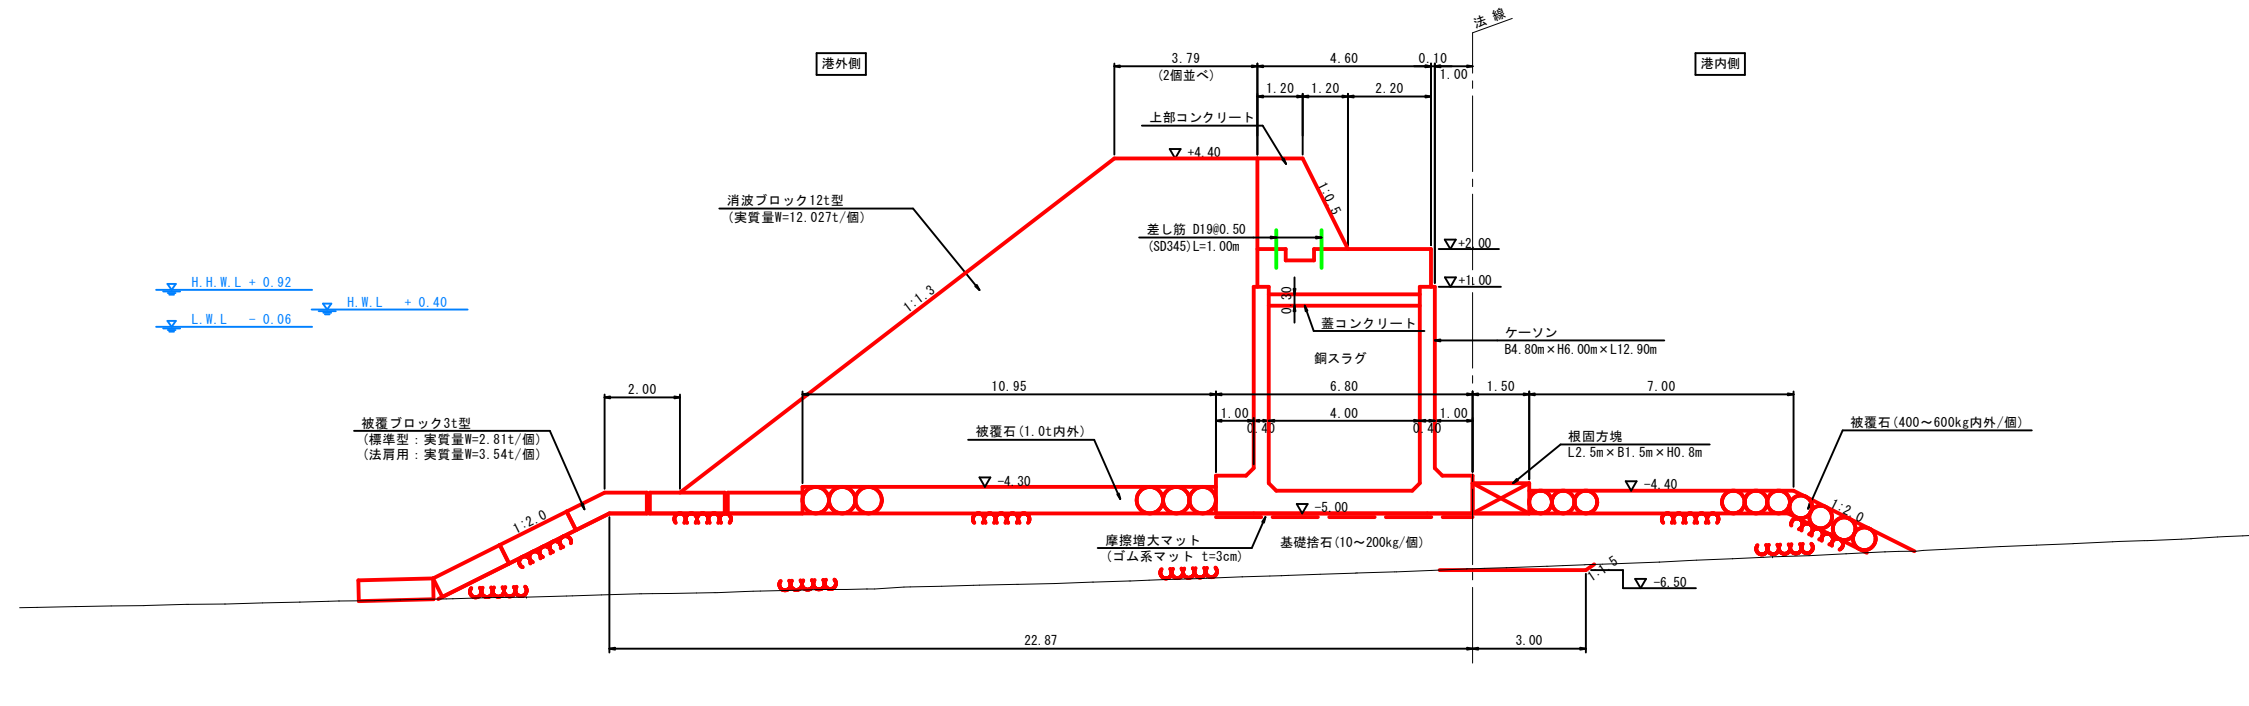 法 線
港外側
港内側
3.79
(2個並べ)
4.60
0.10
1.00
1.20
1.20
2.20
上部コンクリート
+4.40
消波ブロック12t型
(実質量W=12.027t/個)
1:0.5
差し筋 D19@0.50
(SD345)L=1.00m
+2.00
+1.00
H.H.W.L + 0.92
H.W.L + 0.40
L.W.L - 0.06
1:1.3
0.30
蓋コンクリート
ケーソン
B4.80m×H6.00m×L12.90m
銅スラグ
2.00
10.95
6.80
1.50
7.00
1.00
4.00
1.00
0.40
0.40
被覆ブロック3t型
(標準型：実質量W=2.81t/個)
(法肩用：実質量W=3.54t/個)
被覆石(1.0t内外)
根固方塊
L2.5m×B1.5m×H0.8m
被覆石(400～600kg内外/個)
-4.30
-4.40
-5.00
1:2.0
1:2.0
摩擦増大マット
(ゴム系マット t=3cm)
基礎捨石(10～200kg/個)
1:1.5
-6.50
22.87
3.00